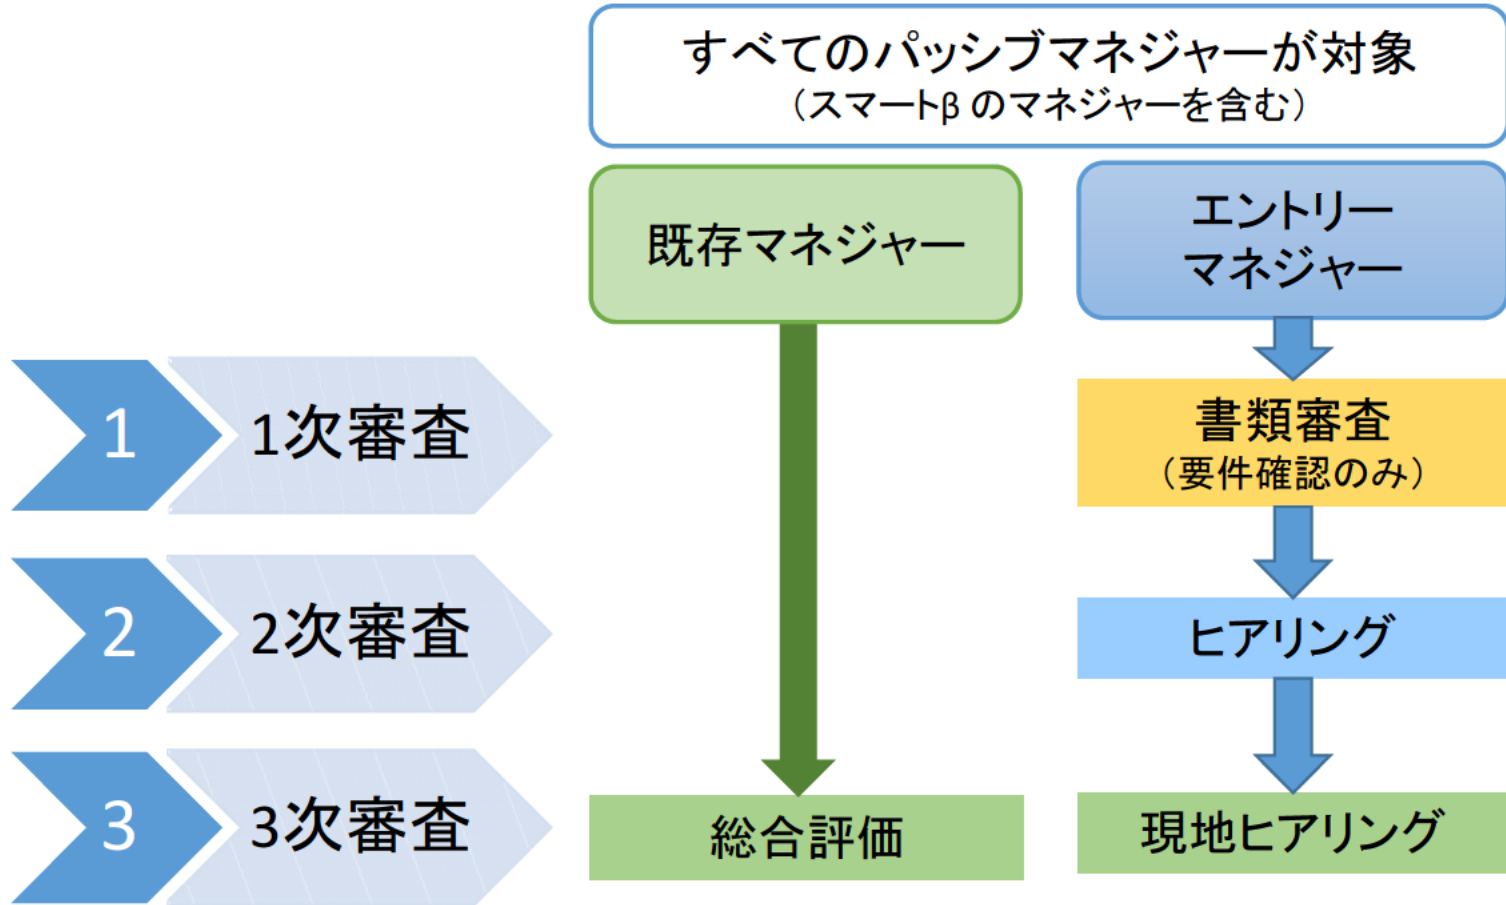 すべてのパッシブマネジャーが対象
（スマートβ のマネジャーを含む）
既存マネジャー
エントリー
マネジャー
1
1次審査
書類審査
（要件確認のみ）
2
2次審査
ヒアリング
3
3次審査
総合評価
現地ヒアリング